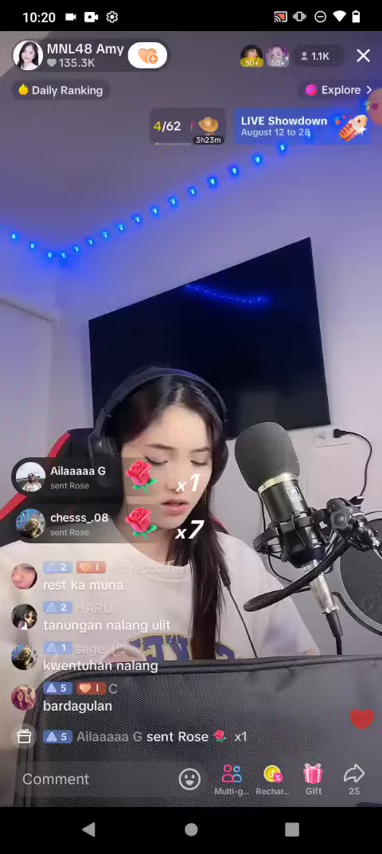 10:20
MNL48 Amy
135.3K
50+
50+
1.1K
Daily Ranking
Explore
4/62
3h23m
LIVE Showdown
August 12 to 28
Ailaaaaa G
sent Rose
x1
chesss_.08
sent Rose
x7
2
1
rest ka muna
2 HARU
tanungan nalang ulit
1 sage
kwentuhan nalang
5
1 C
bardagulan
5 Ailaaaaa G sent Rose x1
Comment
Multi-g...
Rechar...
Gift
25